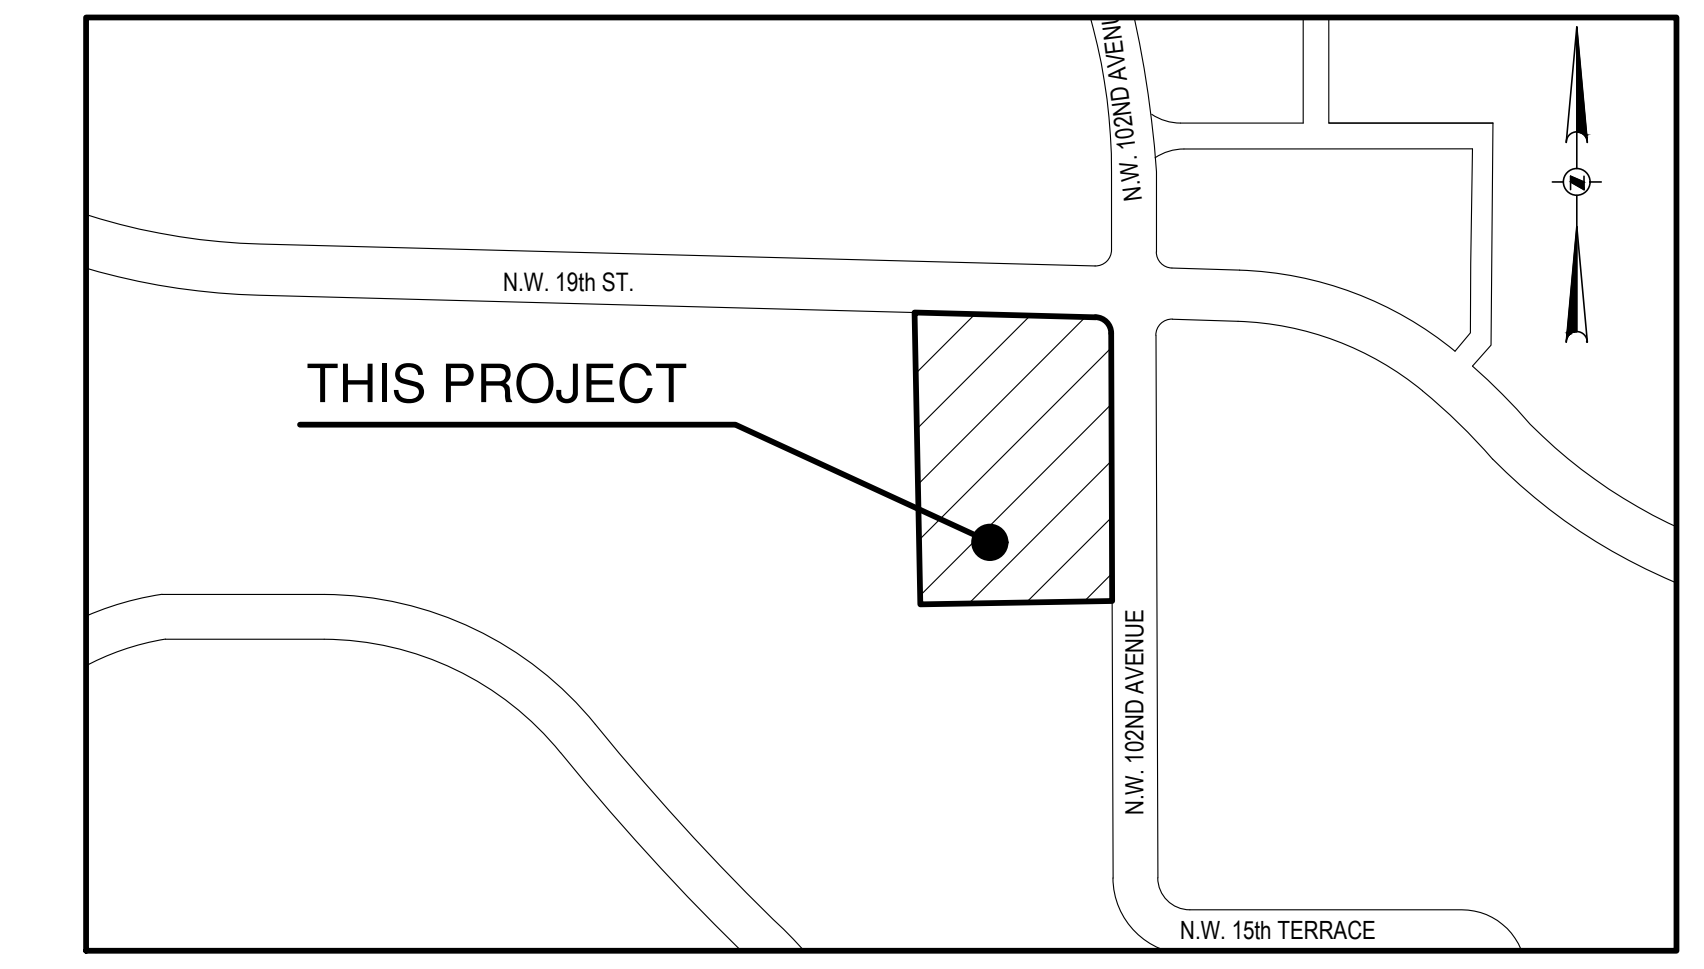 N.W. 102ND AVENU
N
N.W. 19th ST.
THIS PROJECT
N.W. 102ND AVENUE
N.W. 15th TERRACE